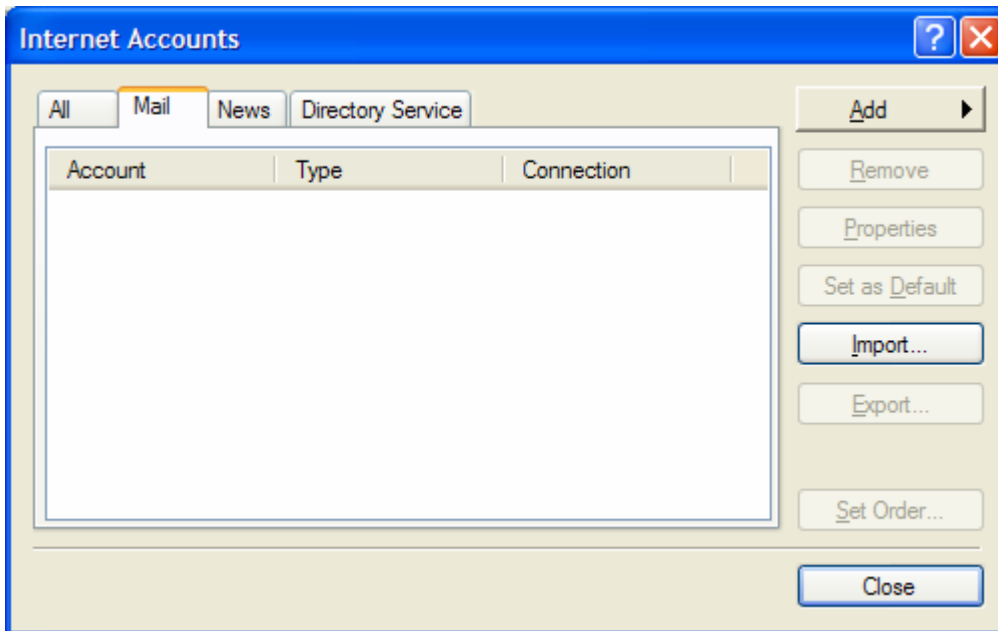 Internet Accounts
All Mail News Directory Service
Account Type Connection
Add
Remove
Properties
Set as Default
Import...
Export...
Set Order...
Close